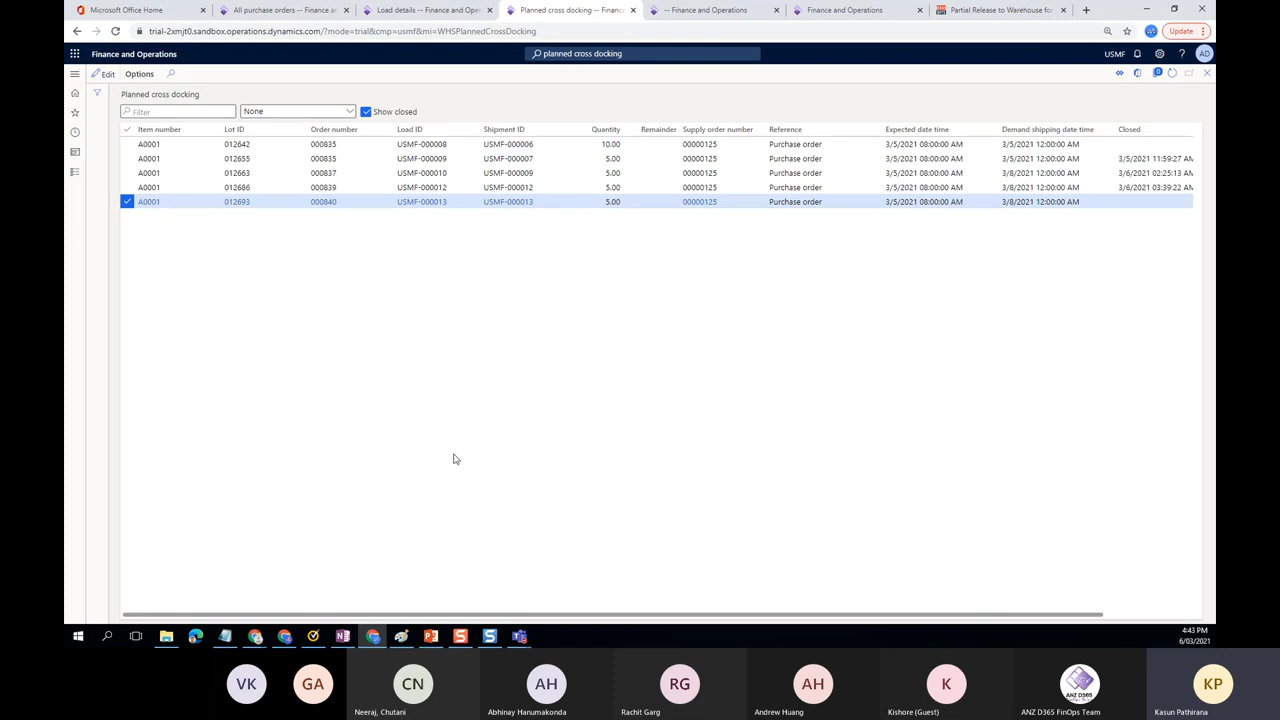 Microsoft Office Home
All purchase orders -- Finance an
Load details -- Finance and Oper
Planned cross docking -- Finance
-- Finance and Operations
Finance and Operations
Partial Release to Warehouse fo
trial-2xmjt0.sandbox.operations.dynamics.com/?mode=trial&cmp=usmf&mi=WHSPlannedCrossDocking
Update
Finance and Operations
planned cross docking
USMF
AD
Edit
Options
0
Planned cross docking
Filter
None
Show closed
Item number Lot ID Order number Load ID Shipment ID Quantity Remainder Supply order number Reference Expected date time Demand shipping date time Closed
A0001 012642 000835 USMF-000008 USMF-000006 10.00 00000125 Purchase order 3/5/2021 08:00:00 AM 3/5/2021 12:00:00 AM
A0001 012655 000835 USMF-000009 USMF-000007 5.00 00000125 Purchase order 3/5/2021 08:00:00 AM 3/5/2021 12:00:00 AM 3/5/2021 11:59:27 AM
A0001 012663 000837 USMF-000010 USMF-000009 5.00 00000125 Purchase order 3/5/2021 08:00:00 AM 3/5/2021 12:00:00 AM 3/6/2021 02:25:13 AM
A0001 012686 000839 USMF-000012 USMF-000012 5.00 00000125 Purchase order 3/5/2021 08:00:00 AM 3/5/2021 12:00:00 AM 3/6/2021 03:39:22 AM
A0001 012693 000840 USMF-000013 USMF-000013 5.00 00000125 Purchase order 3/5/2021 08:00:00 AM 3/8/2021 12:00:00 AM
4:43 PM
6/03/2021
VK
GA
CN
AH
RG
AH
K
KP
Neeraj, Chutani
Abhinay Hanumakonda
Rachit Garg
Andrew Huang
Kishore (Guest)
ANZ D365 FinOps Team
Kasun Pathirana